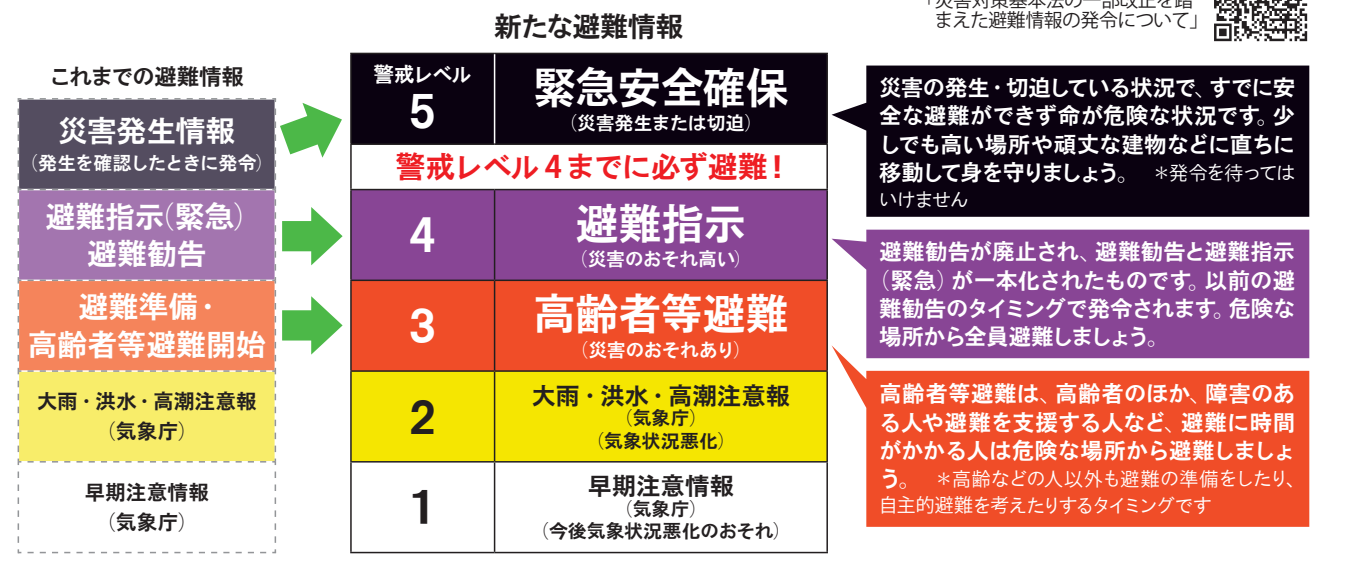 「災害対策基本法の一部改正を踏
まえた避難情報の発令について」
新たな避難情報
これまでの避難情報
災害発生情報
(発生を確認したときに発令)
避難指示(緊急)
避難勧告
避難準備・
高齢者等避難開始
大雨・洪水・高潮注意報
(気象庁)
早期注意情報
(気象庁)
警戒レベル
5
緊急安全確保
(災害発生または切迫)
警戒レベル4までに必ず避難!
4
避難指示
(災害のおそれ高い)
3
高齢者等避難
(災害のおそれあり)
2
大雨・洪水・高潮注意報
(気象庁)
(気象状況悪化)
1
早期注意情報
(気象庁)
(今後気象状況悪化のおそれ)
災害の発生・切迫している状況で、すでに安
全な避難ができず命が危険な状況です。少
しでも高い場所や頑丈な建物などに直ちに
移動して身を守りましょう。 *発令を待っては
いけません
避難勧告が廃止され、避難勧告と避難指示
(緊急)が一本化されたものです。以前の避
難勧告のタイミングで発令されます。危険な
場所から全員避難しましょう。
高齢者等避難は、高齢者のほか、障害のあ
る人や避難を支援する人など、避難に時間
がかかる人は危険な場所から避難しましょ
う。 *高齢などの人以外も避難の準備をしたり、
自主的避難を考えたりするタイミングです